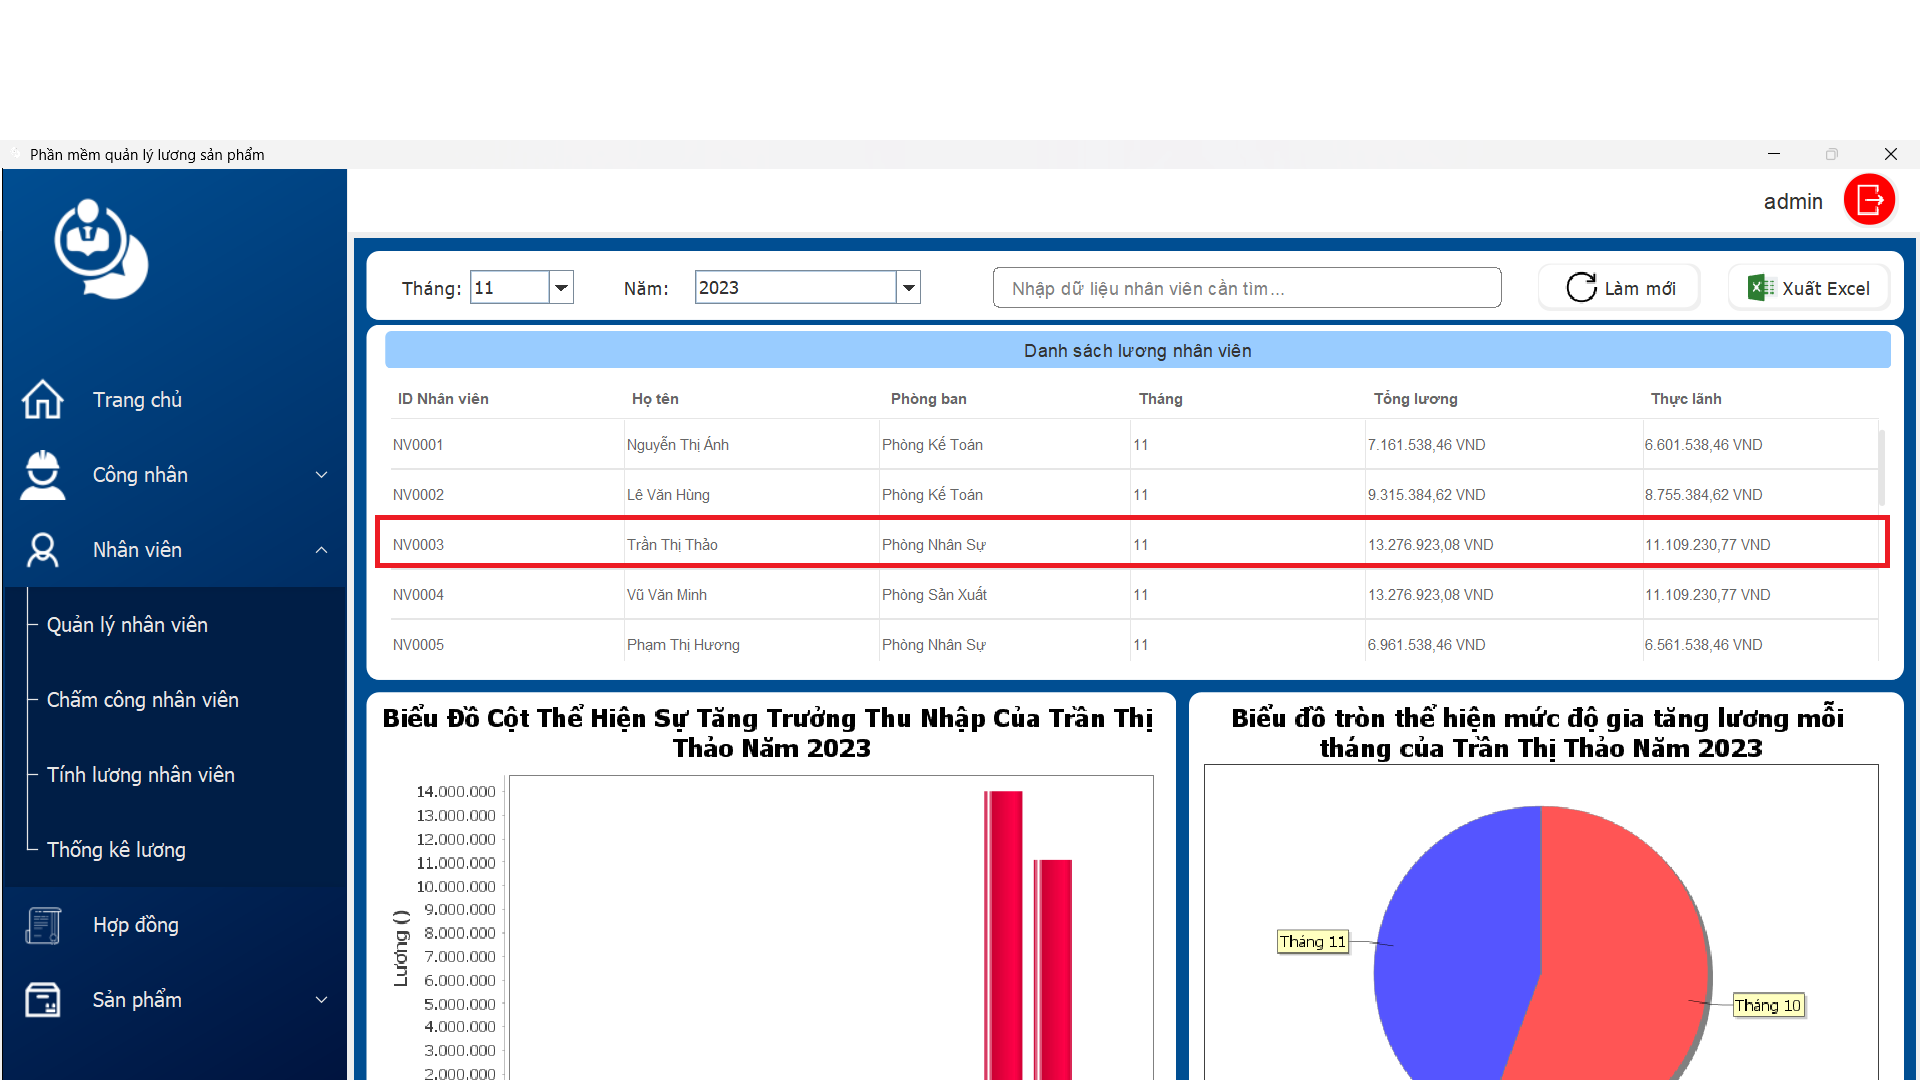 Phần mềm quản lý lương sản phẩm
admin
Tháng: 11 Năm: 2023 Nhập dữ liệu nhân viên cần tìm... Làm mới Xuất Excel
Danh sách lương nhân viên
ID Nhân viên Họ tên Phòng ban Tháng Tổng lương Thực lãnh
NV0001 Nguyễn Thị Ánh Phòng Kế Toán 11 7.161.538,46 VND 6.601.538,46 VND
NV0002 Lê Văn Hùng Phòng Kế Toán 11 9.315.384,62 VND 8.755.384,62 VND
NV0003 Trần Thị Thảo Phòng Nhân Sự 11 13.276.923,08 VND 11.109.230,77 VND
NV0004 Vũ Văn Minh Phòng Sản Xuất 11 13.276.923,08 VND 11.109.230,77 VND
NV0005 Phạm Thị Hương Phòng Nhân Sự 11 6.961.538,46 VND 6.561.538,46 VND
Trang chủ
Công nhân
Nhân viên
Quản lý nhân viên
Chấm công nhân viên
Tính lương nhân viên
Thống kê lương
Hợp đồng
Sản phẩm
Biểu Đồ Cột Thể Hiện Sự Tăng Trưởng Thu Nhập Của Trần Thị
Thảo Năm 2023
14.000.000
13.000.000
12.000.000
11.000.000
10.000.000
9.000.000
8.000.000
7.000.000
6.000.000
5.000.000
4.000.000
3.000.000
2.000.000
Lương ()
Biểu đồ tròn thể hiện mức độ gia tăng lương mỗi
tháng của Trần Thị Thảo Năm 2023
Tháng 11
Tháng 10